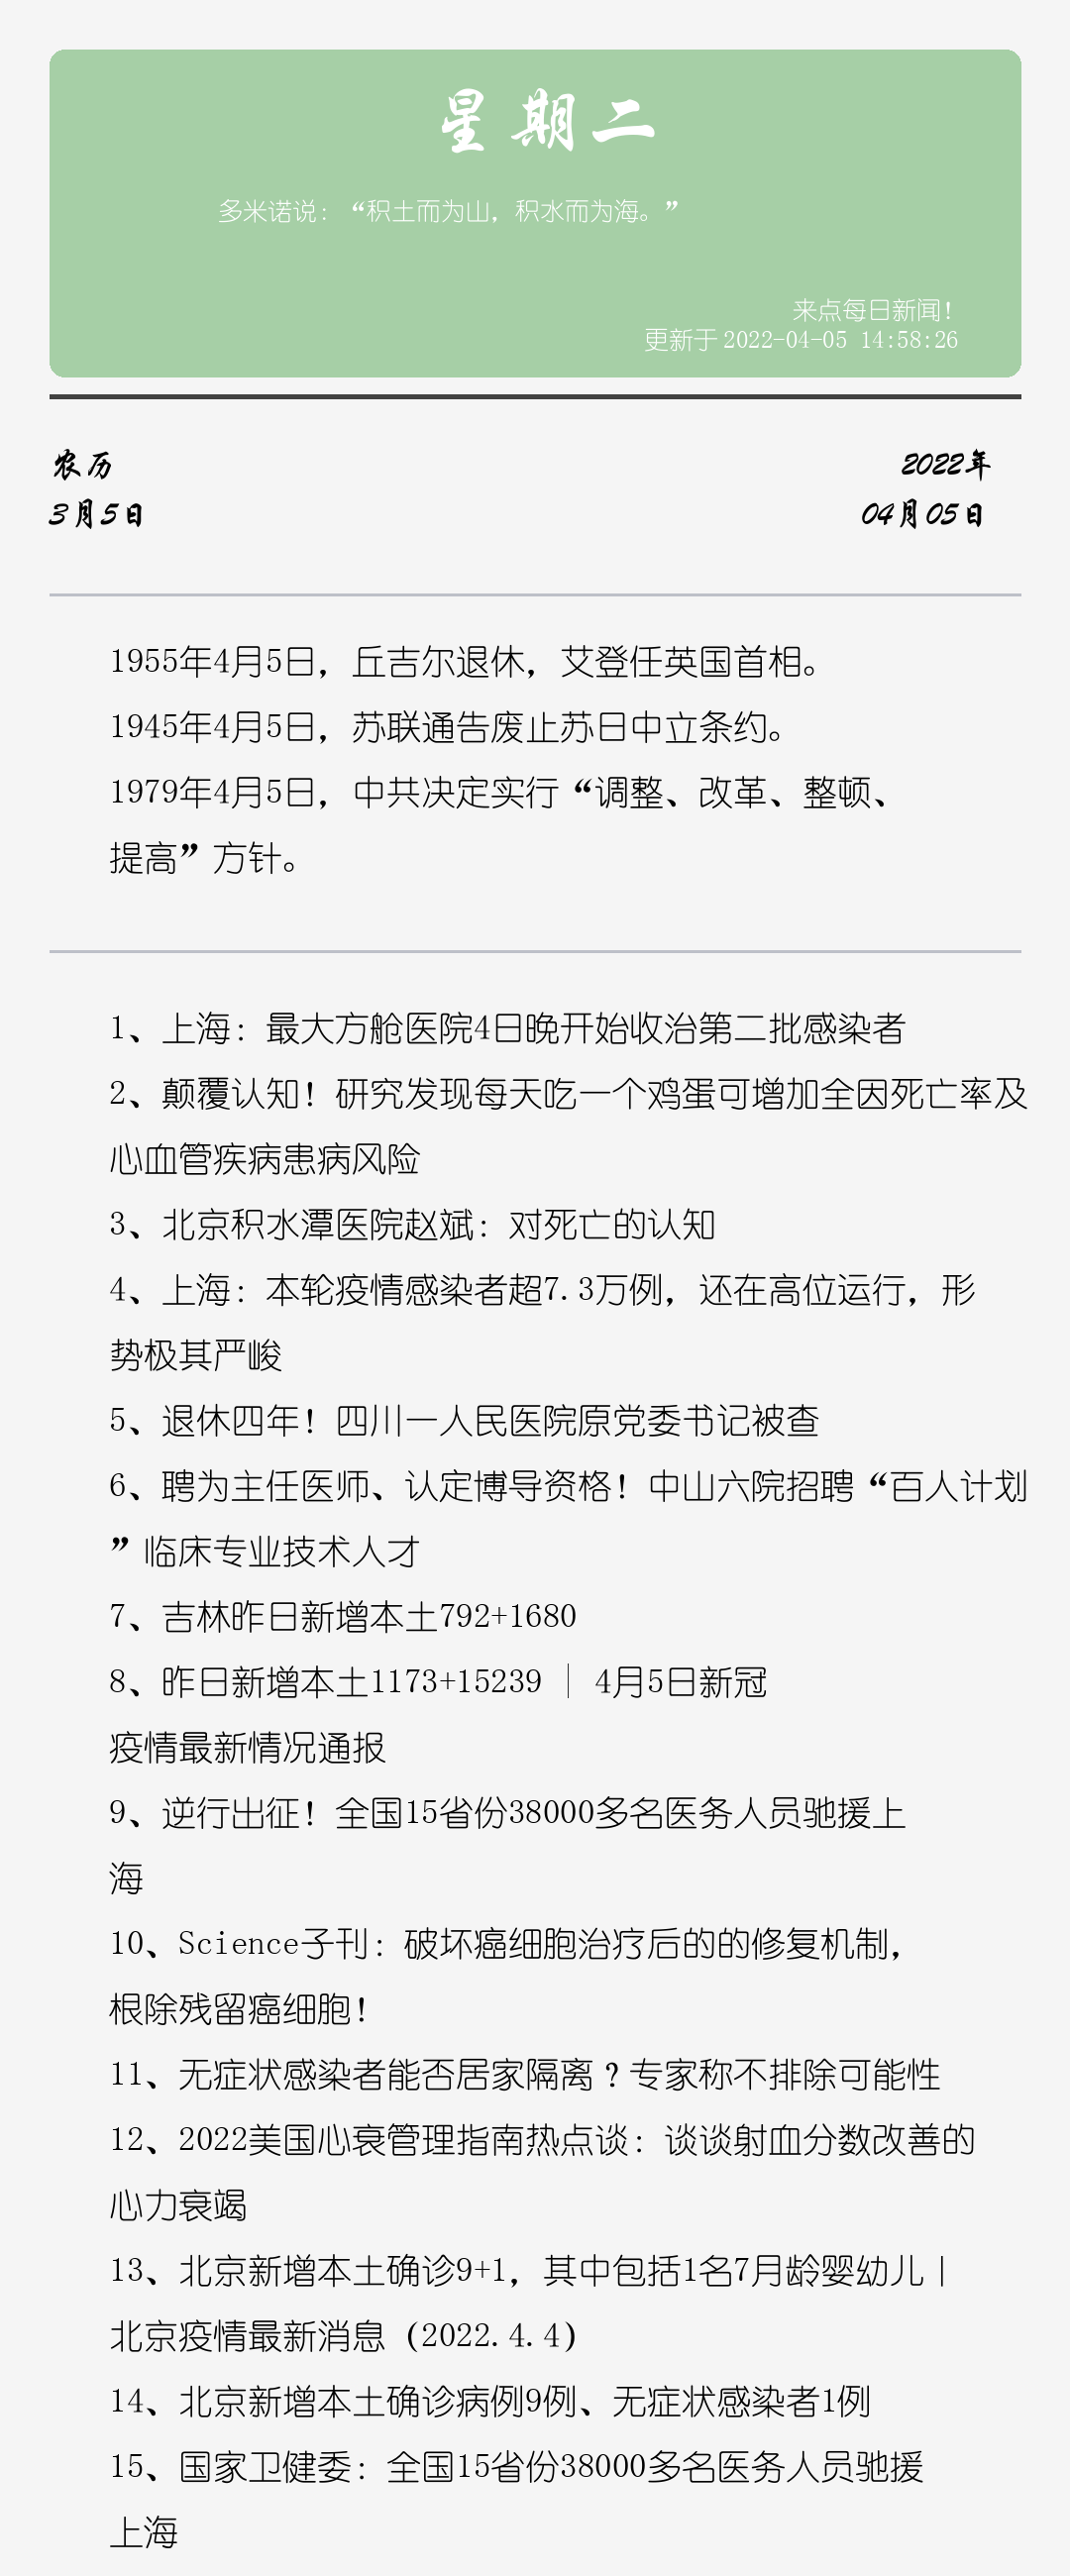 星期二
多米诺说：“积土而为山，积水而为海。”
来点每日新闻！
更新于 2022-04-05 14:58:26
农历
3月5日
2022年
04月05日
1955年4月5日，丘吉尔退休，艾登任英国首相。
1945年4月5日，苏联通告废止苏日中立条约。
1979年4月5日，中共决定实行“调整、改革、整顿、
提高”方针。
1、上海：最大方舱医院4日晚开始收治第二批感染者
2、颠覆认知！研究发现每天吃一个鸡蛋可增加全因死亡率及
心血管疾病患病风险
3、北京积水潭医院赵斌：对死亡的认知
4、上海：本轮疫情感染者超7.3万例，还在高位运行，形
势极其严峻
5、退休四年！四川一人民医院原党委书记被查
6、聘为主任医师、认定博导资格！中山六院招聘“百人计划
”临床专业技术人才
7、吉林昨日新增本土792+1680
8、昨日新增本土1173+15239 │ 4月5日新冠
疫情最新情况通报
9、逆行出征！全国15省份38000多名医务人员驰援上
海
10、Science子刊：破坏癌细胞治疗后的的修复机制，
根除残留癌细胞！
11、无症状感染者能否居家隔离？专家称不排除可能性
12、2022美国心衰管理指南热点谈：谈谈射血分数改善的
心力衰竭
13、北京新增本土确诊9+1，其中包括1名7月龄婴幼儿丨
北京疫情最新消息（2022.4.4）
14、北京新增本土确诊病例9例、无症状感染者1例
15、国家卫健委：全国15省份38000多名医务人员驰援
上海